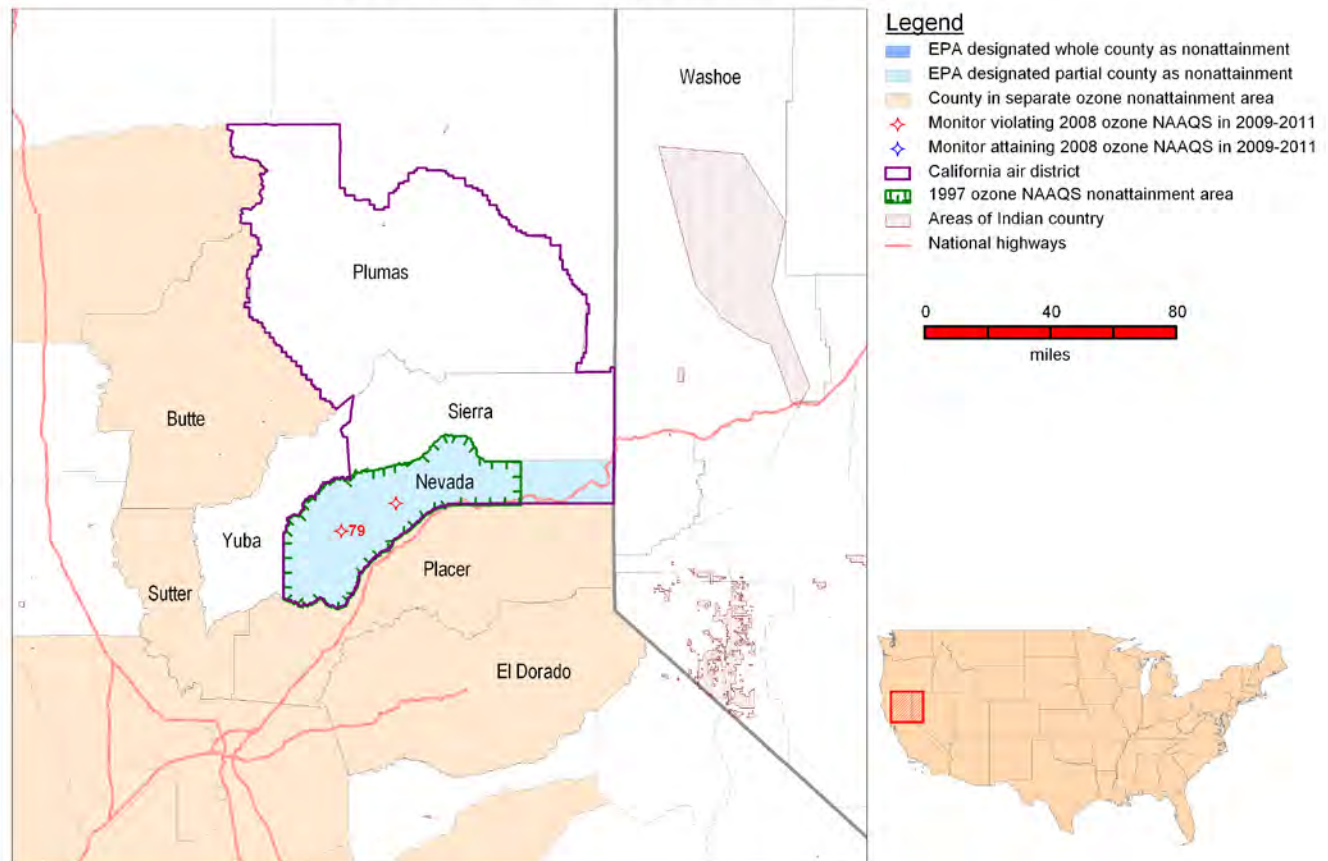 Washoe
Plumas
Sierra
Butte
Nevada
79
Yuba
Placer
Sutter
El Dorado
Legend
EPA designated whole county as nonattainment
EPA designated partial county as nonattainment
County in separate ozone nonattainment area
Monitor violating 2008 ozone NAAQS in 2009-2011
Monitor attaining 2008 ozone NAAQS in 2009-2011
California air district
1997 ozone NAAQS nonattainment area
Areas of Indian country
National highways
0 40 80
miles